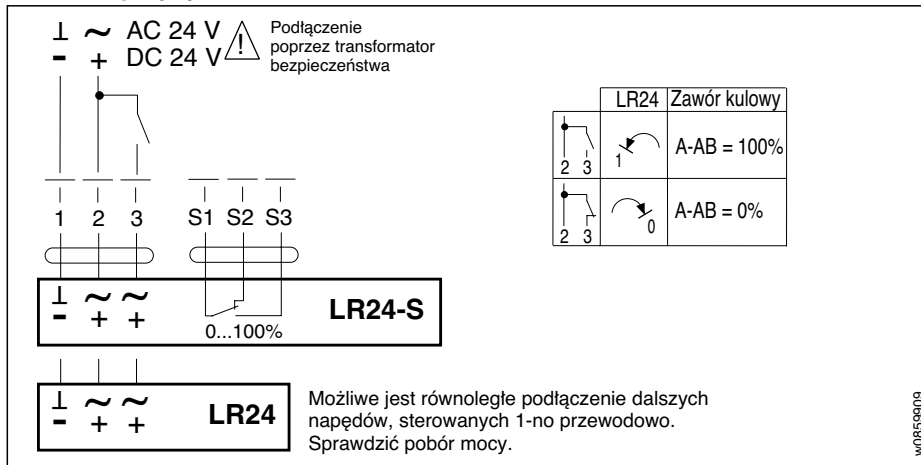 ⊥ ~ AC 24 V
- + DC 24 V
!
Podłączenie
poprzez transformator
bezpieczeństwa
1 2 3 S1 S2 S3
⊥ ~ ~
- + +
0...100%
LR24-S
⊥ ~ ~
- + +
LR24
Możliwe jest równoległe podłączenie dalszych
napędów, sterowanych 1-no przewodowo.
Sprawdzić pobór mocy.
LR24 Zawór kulowy
2 3 1 A-AB = 100%
2 3 0 A-AB = 0%
w0859909